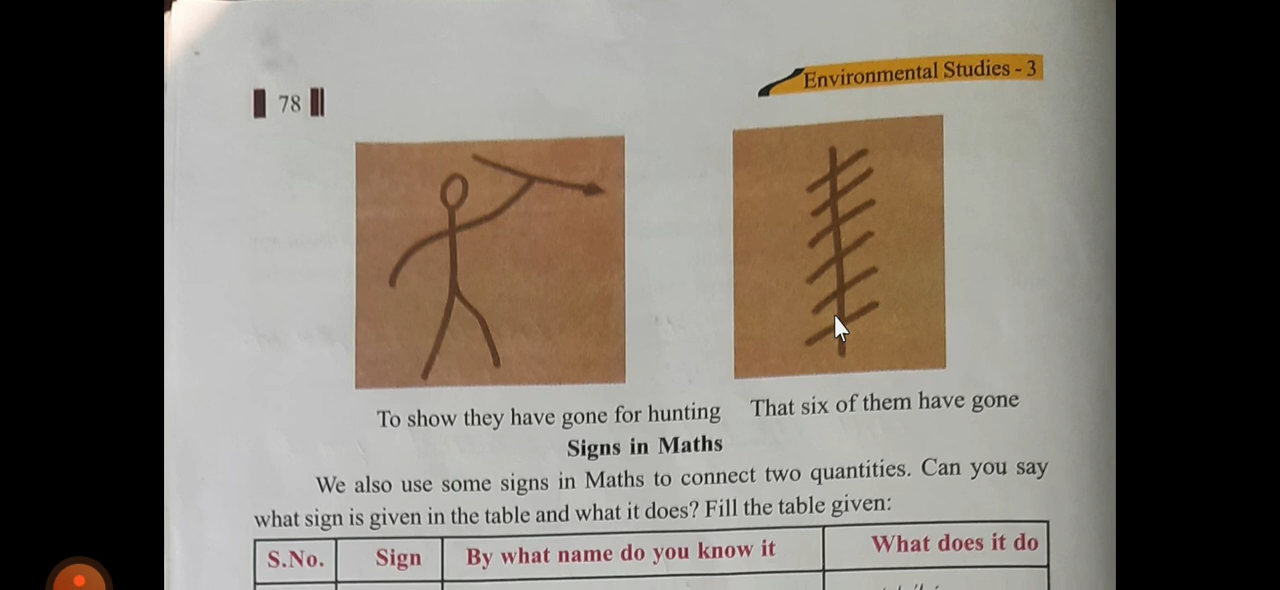 Environmental Studies - 3
78
To show they have gone for hunting
That six of them have gone
Signs in Maths
We also use some signs in Maths to connect two quantities. Can you say
what sign is given in the table and what it does? Fill the table given:
S.No. Sign By what name do you know it What does it do